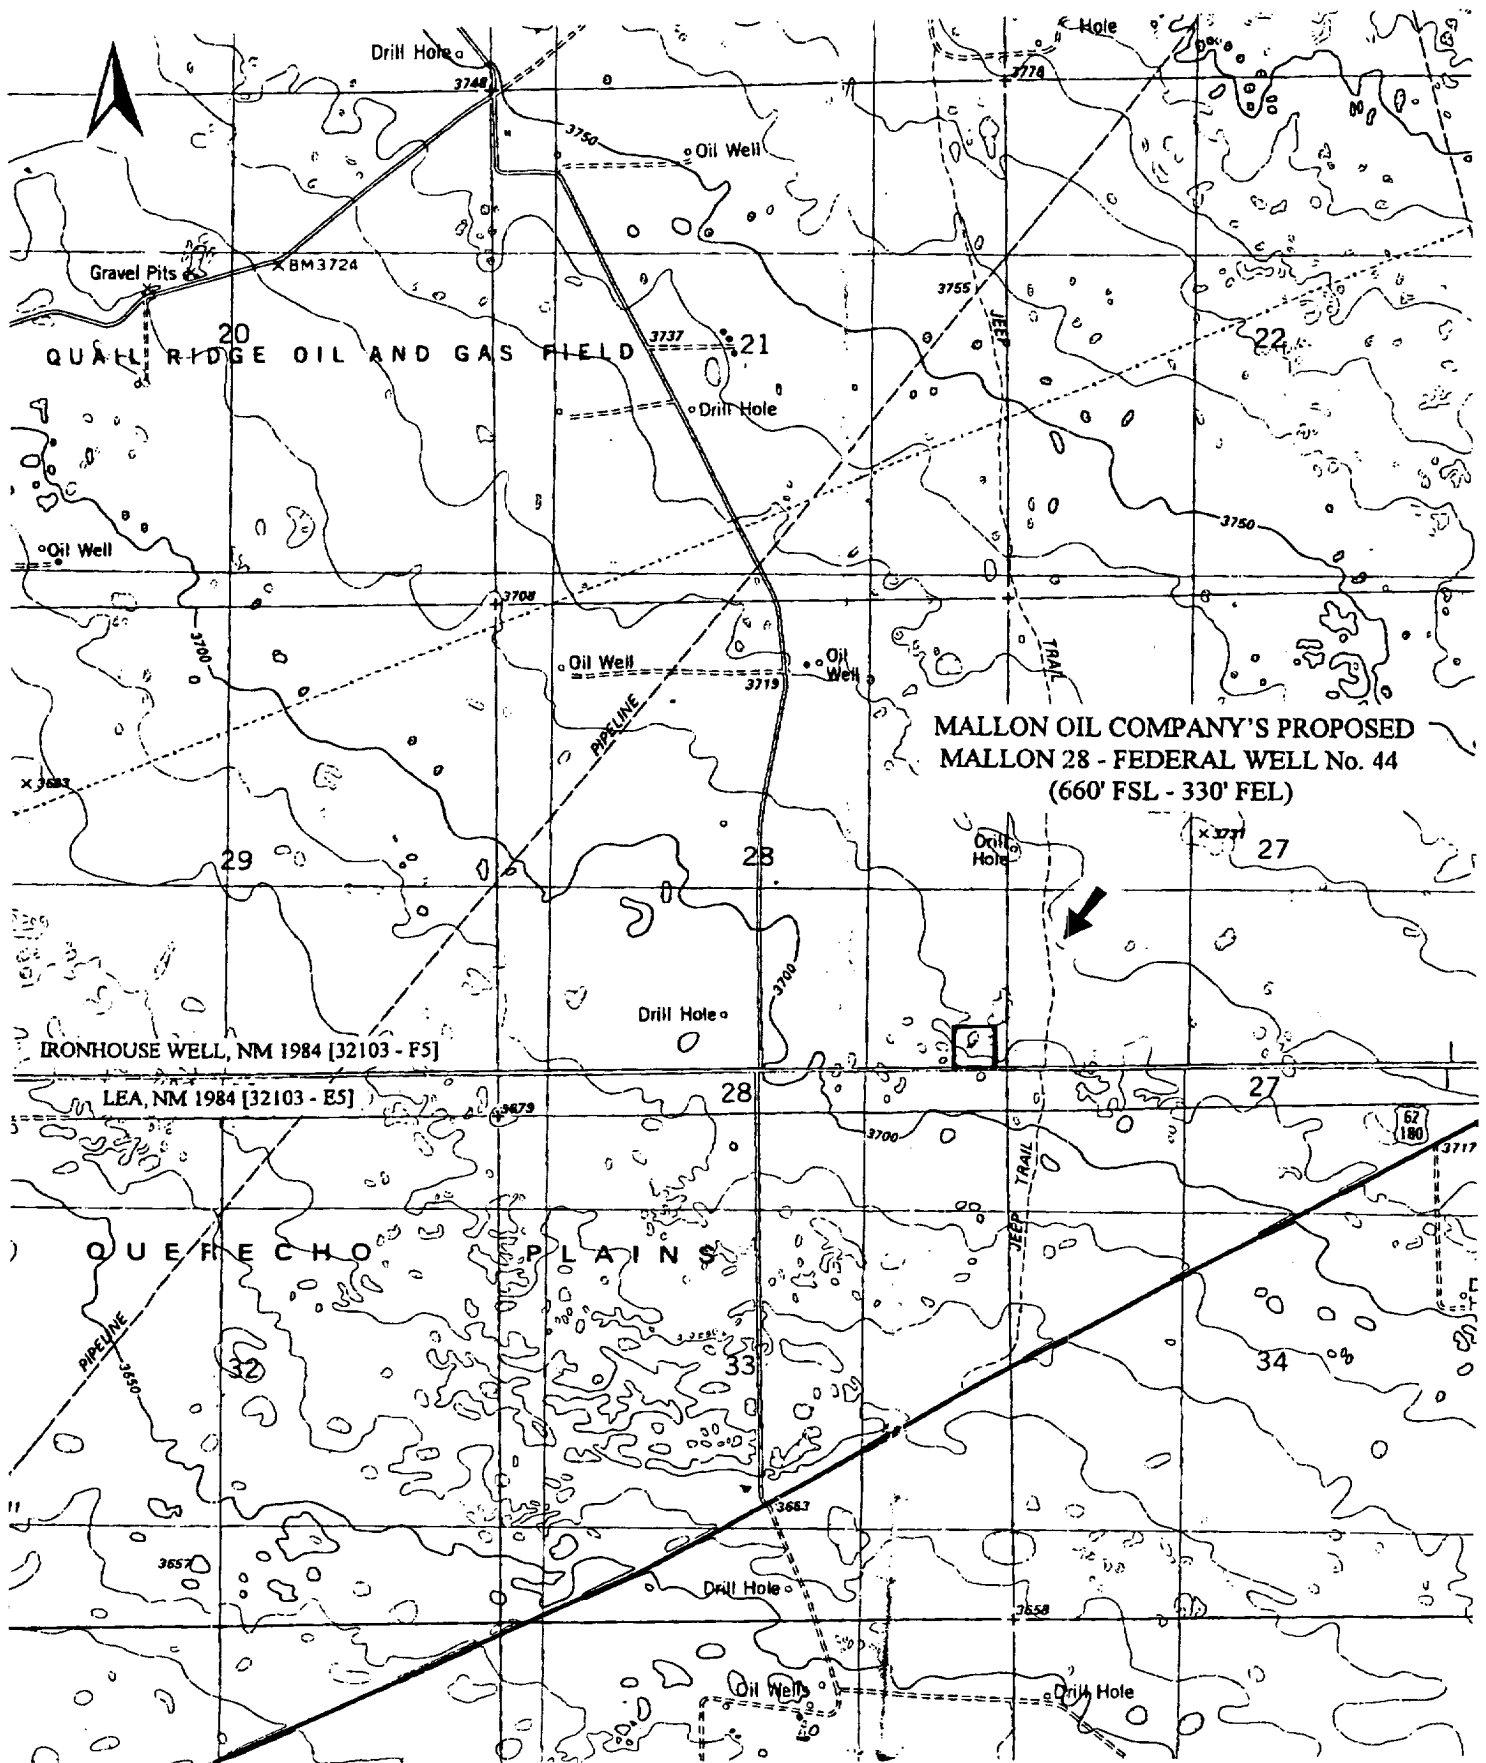 Drill Hole
Hole
3748
3778
3750
Oil Well
Gravel Pits
BM3724
3755
JEEP
20
3737
21
22
QUAIL RIDGE OIL AND GAS FIELD
Drill Hole
3750
Oil Well
3708
3700
TRAIL
Oil Well
Oil
Well
3719
PIPELINE
MALLON OIL COMPANY'S PROPOSED
MALLON 28 - FEDERAL WELL No. 44
(660' FSL - 330' FEL)
Drill
Hole
29
28
27
3700
Drill Hole
IRONHOUSE WELL, NM 1984 [32103 - F5]
LEA, NM 1984 [32103 - E5]
28
27
3679
3700
62
180
3717
JEEP TRAIL
QUERECHO PLAINS
PIPELINE
3650
32
33
34
3663
3657
Drill Hole
3658
Oil Wells
Drill Hole